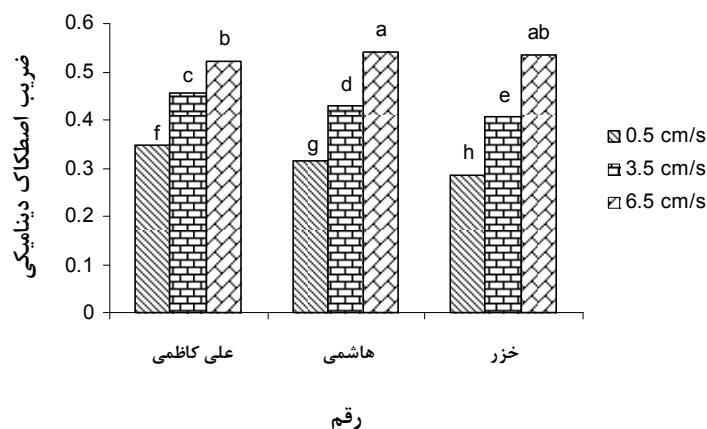 ضریب اصطکاک دینامیکی
0.6
0.5
0.4
0.3
0.2
0.1
0
f
c
b
g
d
a
h
e
ab
علی کاظمی
هاشمی
خزر
رقم
0.5 cm/s
3.5 cm/s
6.5 cm/s